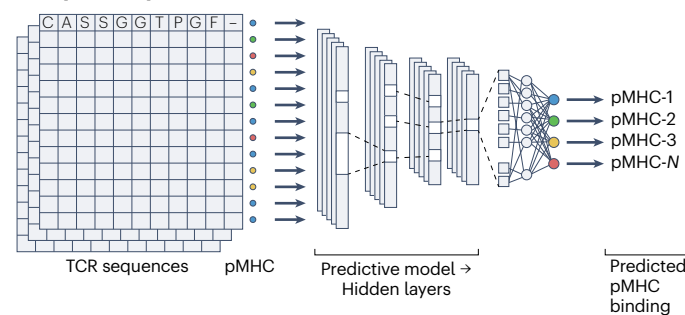 C A S S G G T P G F –
pMHC-1
pMHC-2
pMHC-3
pMHC-N
TCR sequences
pMHC
Predictive model →
Hidden layers
Predicted
pMHC
binding